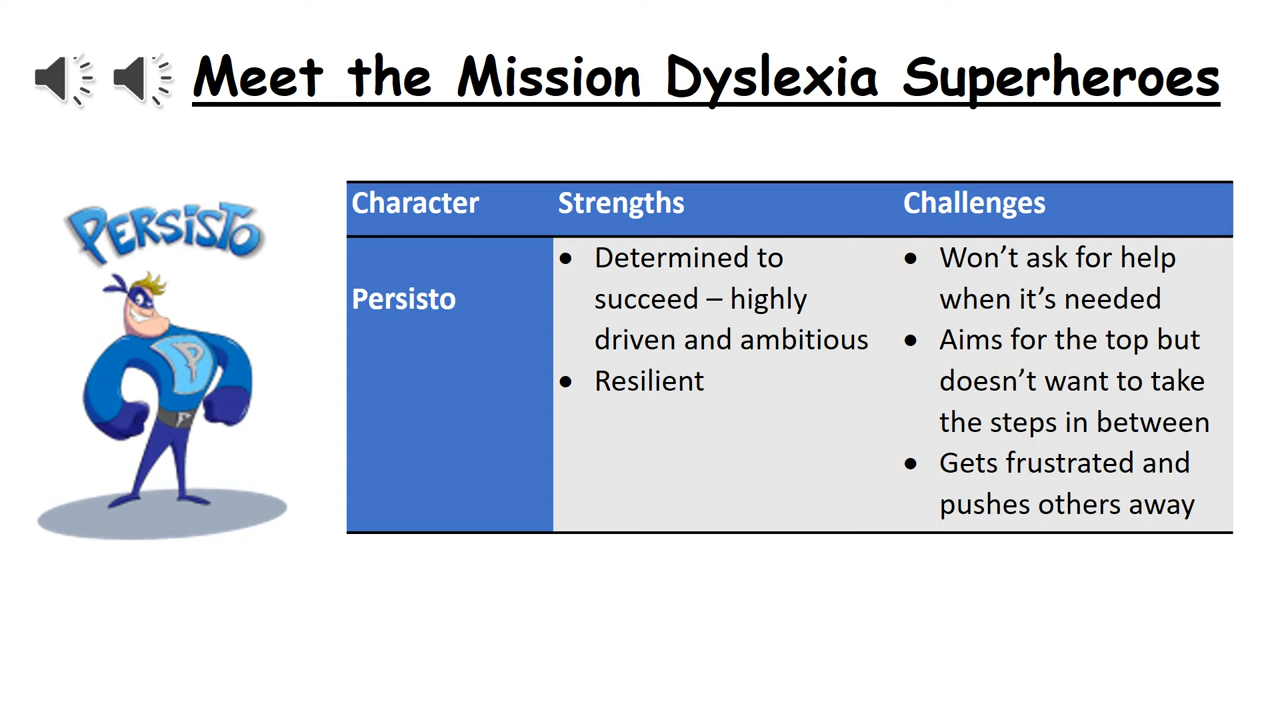 Meet the Mission Dyslexia Superheroes
PERSISTO
P
F
Character Strengths Challenges
Persisto
• Determined to
succeed – highly
driven and ambitious
• Resilient
• Won’t ask for help
when it’s needed
• Aims for the top but
doesn’t want to take
the steps in between
• Gets frustrated and
pushes others away